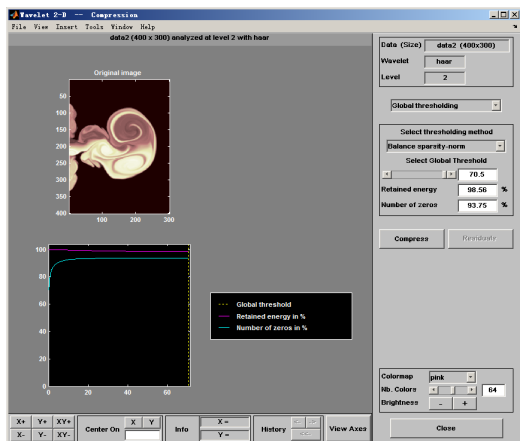 Wavelet 2-D -- Compression
File View Insert Tools Window Help
data2 (400 x 300) analyzed at level 2 with haar
Original image
50
100
150
200
250
300
350
400
100 200 300
100
80
60
40
20
0
0 20 40 60
Global threshold
Retained energy in %
Number of zeros in %
Data (Size) data2 (400x300)
Wavelet haar
Level 2
Global thresholding
Select thresholding method
Balance sparsity-norm
Select Global Threshold
70.5
Retained energy 98.56 %
Number of zeros 93.75 %
Compress Residuals
Colormap pink
Nb. Colors 64
Brightness - +
Close
X+ Y+ XY+
X- Y- XY-
Center On X Y
Info X =
Y =
History <- ->
<<-
View Axes